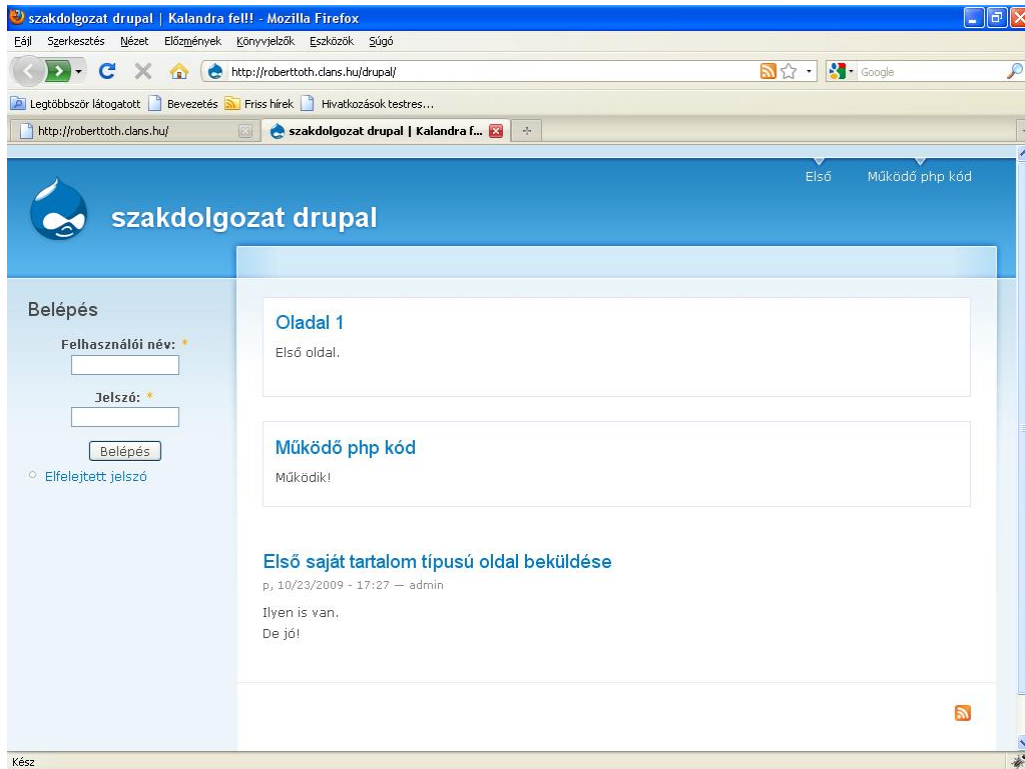 szakdolgozat drupal | Kalandra fel!! - Mozilla Firefox
Fájl Szerkesztés Nézet Előzmények Könyvjelzők Eszközök Súgó
http://roberttoth.clans.hu/drupal/ Google
Legtöbbször látogatott Bevezetés Friss hírek Hivatkozások testres...
http://roberttoth.clans.hu/ szakdolgozat drupal | Kalandra f...
Első Működő php kód
szakdolgozat drupal
Belépés
Felhasználói név: *
Jelszó: *
Belépés
Elfelejtett jelszó
Oladal 1
Első oldal.
Működő php kód
Működik!
Első saját tartalom típusú oldal beküldése
p, 10/23/2009 - 17:27 — admin
Ilyen is van.
De jó!
Kész